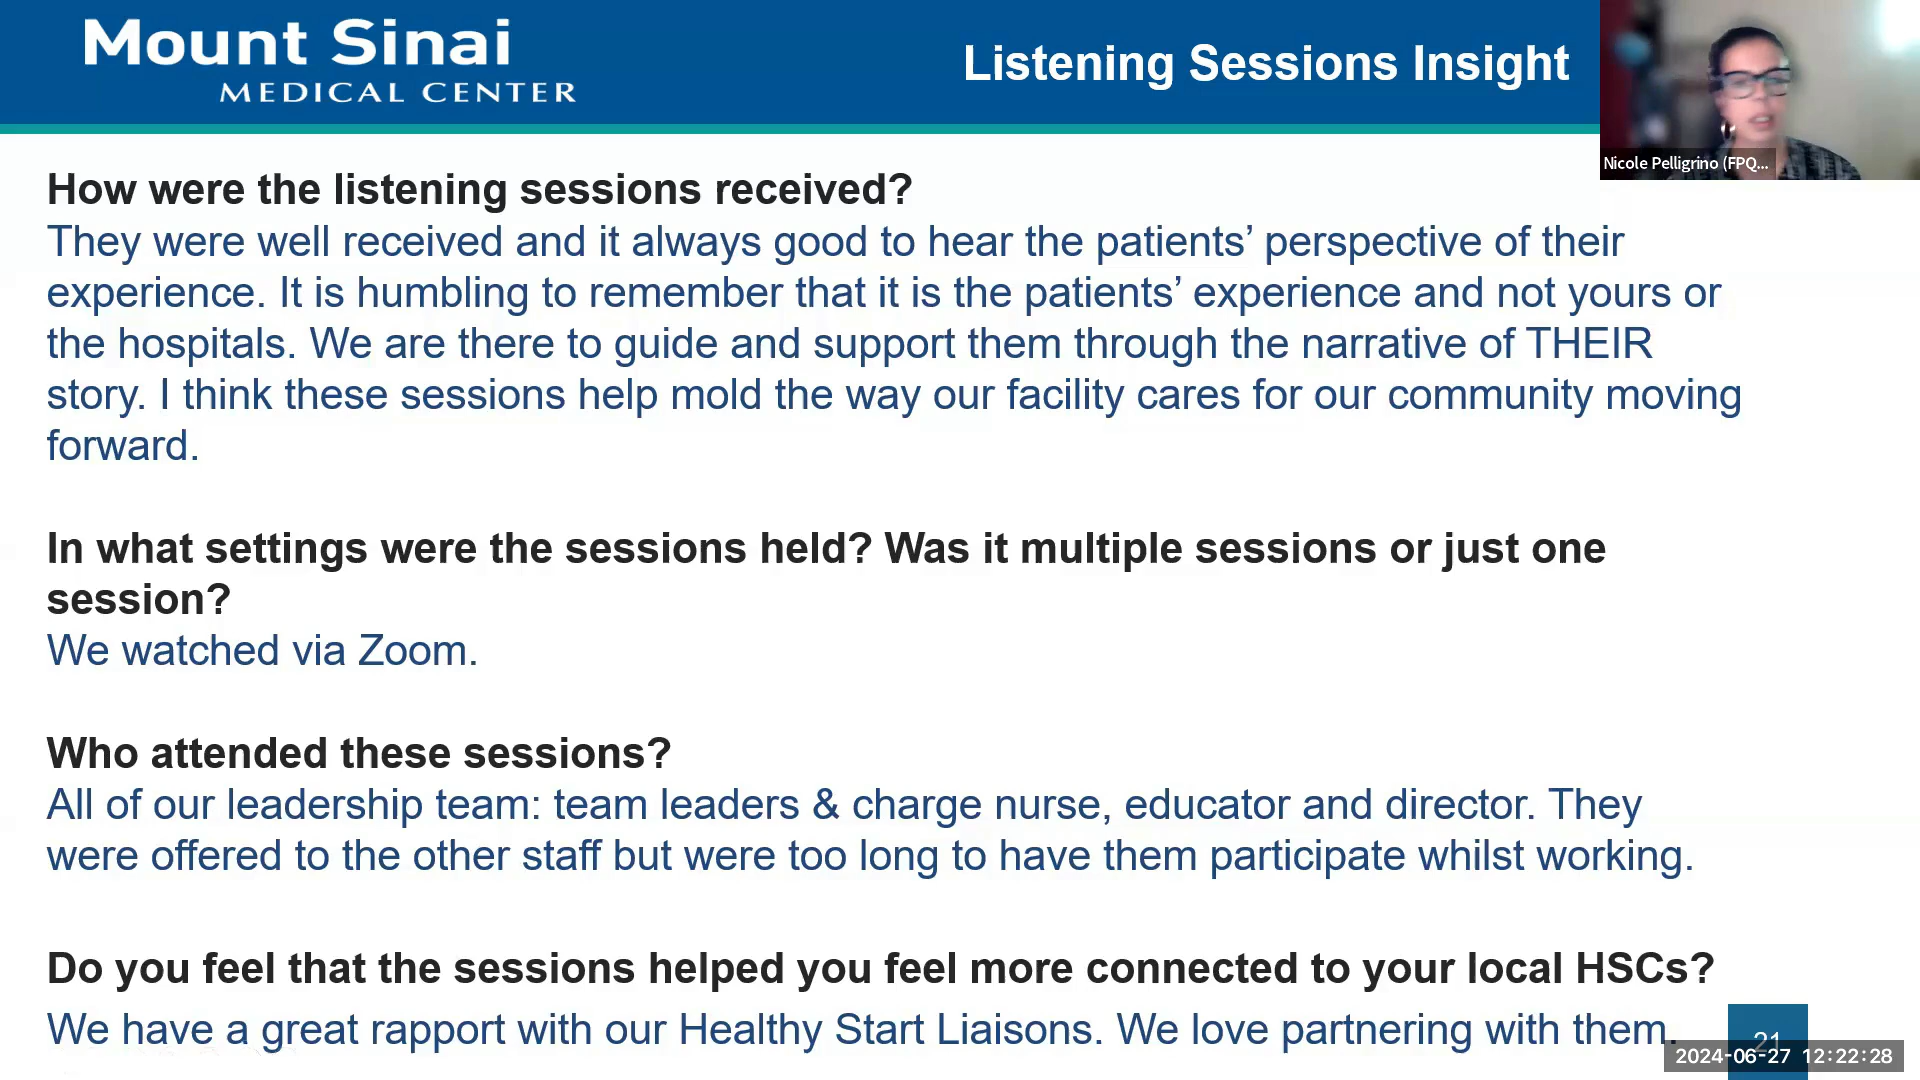 Mount Sinai
MEDICAL CENTER
Listening Sessions Insight
Nicole Pelligrino (FPQ...
How were the listening sessions received?
They were well received and it always good to hear the patients’ perspective of their
experience. It is humbling to remember that it is the patients’ experience and not yours or
the hospitals. We are there to guide and support them through the narrative of THEIR
story. I think these sessions help mold the way our facility cares for our community moving
forward.
In what settings were the sessions held? Was it multiple sessions or just one
session?
We watched via Zoom.
Who attended these sessions?
All of our leadership team: team leaders & charge nurse, educator and director. They
were offered to the other staff but were too long to have them participate whilst working.
Do you feel that the sessions helped you feel more connected to your local HSCs?
We have a great rapport with our Healthy Start Liaisons. We love partnering with them.
21
2024-06-27 12:22:28